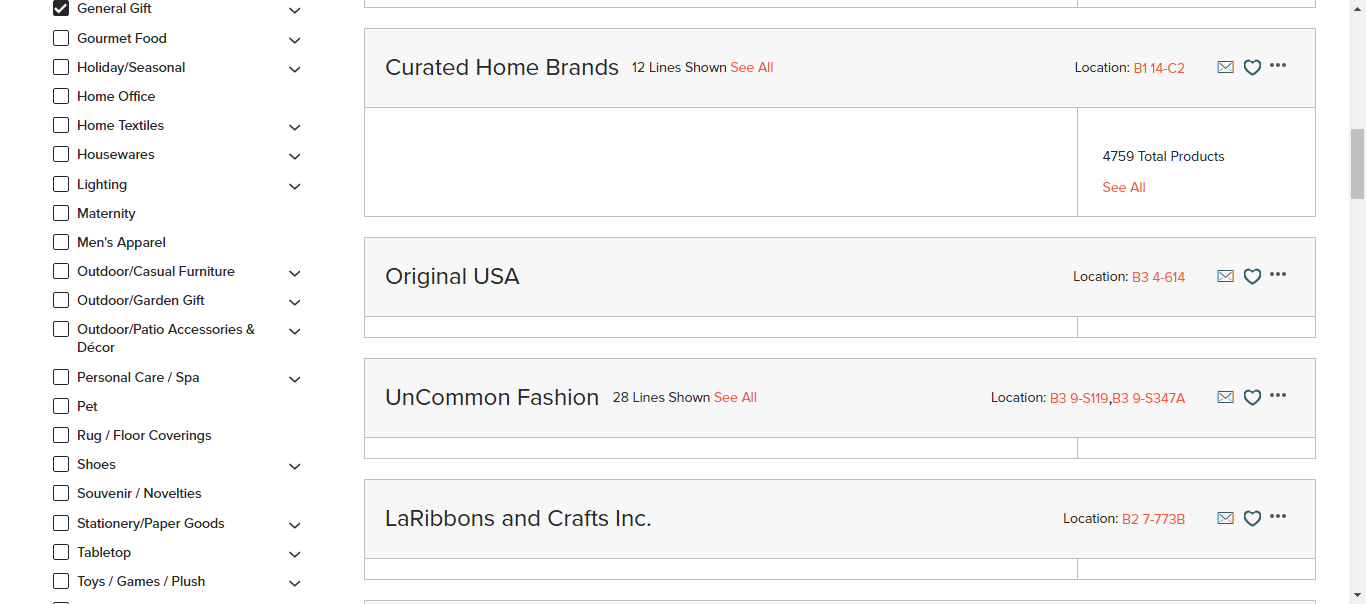 General Gift
Gourmet Food
Holiday/Seasonal
Home Office
Home Textiles
Housewares
Lighting
Maternity
Men's Apparel
Outdoor/Casual Furniture
Outdoor/Garden Gift
Outdoor/Patio Accessories &
Décor
Personal Care / Spa
Pet
Rug / Floor Coverings
Shoes
Souvenir / Novelties
Stationery/Paper Goods
Tabletop
Toys / Games / Plush
Curated Home Brands 12 Lines Shown See All Location: B1 14-C2
4759 Total Products
See All
Original USA Location: B3 4-614
UnCommon Fashion 28 Lines Shown See All Location: B3 9-S119,B3 9-S347A
LaRibbons and Crafts Inc. Location: B2 7-773B